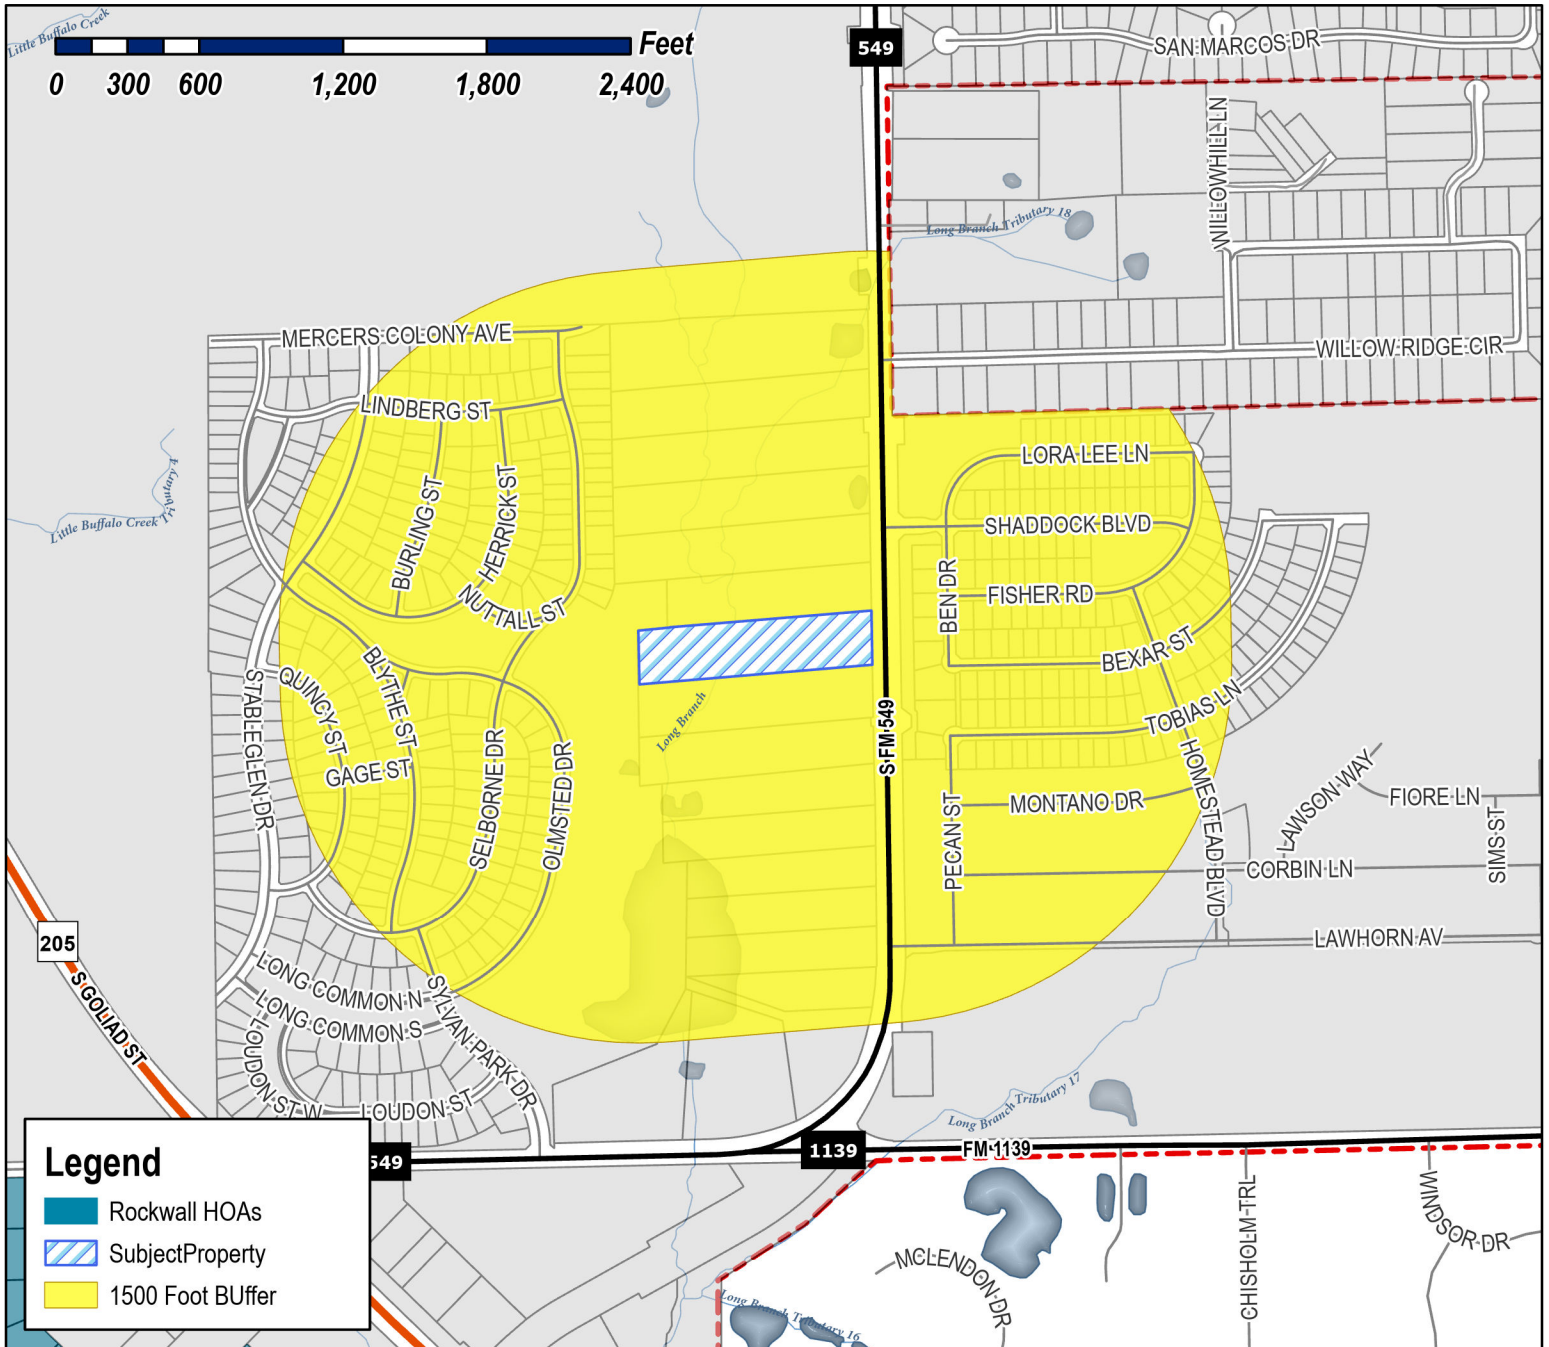 Little Buffalo Creek
Feet
0 300 600 1,200 1,800 2,400
549
SAN MARCOS DR
WILLOWHILL LN
Long Branch Tributary 18
MERCERS COLONY AVE
WILLOW RIDGE CIR
LINDBERG ST
LORA LEE LN
Little Buffalo Creek Tributary 4
BURLING ST
HERRICK ST
SHADDOCK BLVD
NUTTALL ST
BEN DR
FISHER RD
BEXAR ST
BLYTHE ST
QUINCY ST
STABLEGLEN DR
GAGE ST
SELBORNE DR
OLMSTED DR
Long Branch
S FM 549
TOBIAS LN
HOMESTEAD BLVD
MONTANO DR
PECAN ST
LAWSON WAY
FIORE LN
SIMS ST
CORBIN LN
LAWHORN AV
205
S GOLIAD ST
LONG COMMON N
LONG COMMON S
SYLVAN PARK DR
LOUDON ST W
LOUDON ST
Long Branch Tributary 17
549
1139
FM 1139
Legend
Rockwall HOAs
SubjectProperty
1500 Foot BUffer
MCLENDON DR
CHISHOLM TRL
WINDSOR DR
Long Branch Tributary 16